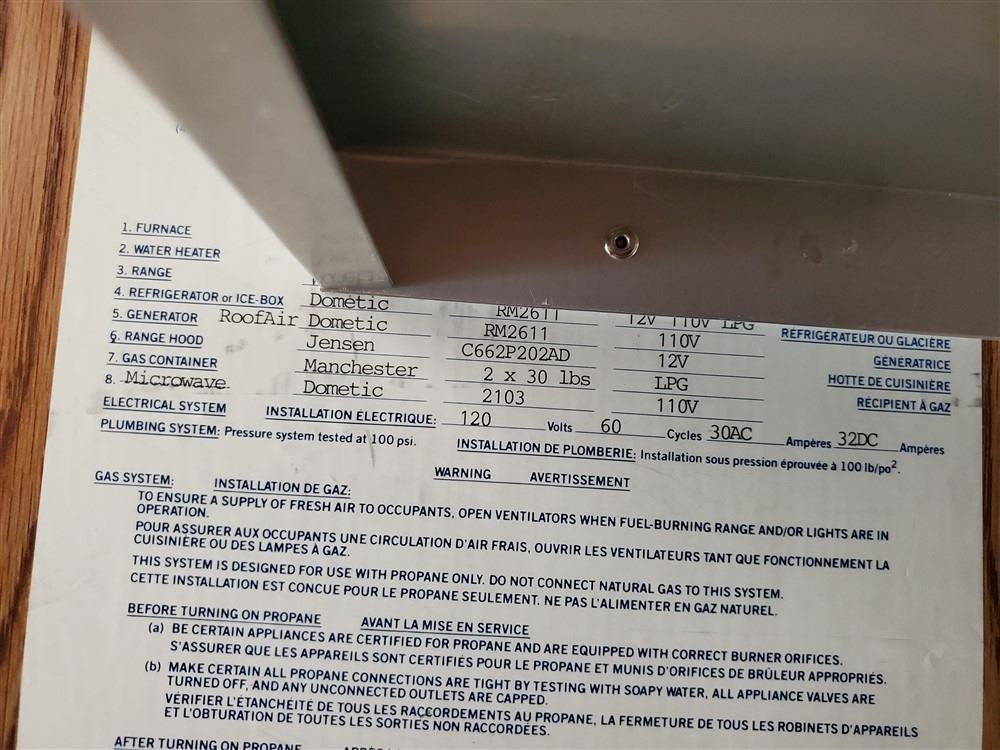 1. FURNACE
2. WATER HEATER
3. RANGE
4. REFRIGERATOR or ICE-BOX Dometic RM2611 12V 110V LPG RÉFRIGÉRATEUR OU GLACIÈRE
5. GENERATOR RoofAir Dometic RM2611 110V GÉNÉRATRICE
6. RANGE HOOD Jensen C662P202AD 12V HOTTE DE CUISINIÈRE
7. GAS CONTAINER Manchester 2 x 30 lbs LPG RÉCIPIENT À GAZ
8. Microwave Dometic 2103 110V
ELECTRICAL SYSTEM INSTALLATION ÉLECTRIQUE: 120 Volts 60 Cycles 30AC Ampères 32DC Ampères
PLUMBING SYSTEM: Pressure system tested at 100 psi. INSTALLATION DE PLOMBERIE: Installation sous pression éprouvée à 100 lb/po².
WARNING AVERTISSEMENT
GAS SYSTEM: INSTALLATION DE GAZ:
TO ENSURE A SUPPLY OF FRESH AIR TO OCCUPANTS, OPEN VENTILATORS WHEN FUEL-BURNING RANGE AND/OR LIGHTS ARE IN
OPERATION.
POUR ASSURER AUX OCCUPANTS UNE CIRCULATION D'AIR FRAIS, OUVRIR LES VENTILATEURS TANT QUE FONCTIONNEMENT LA
CUISINIÈRE OU DES LAMPES À GAZ.
THIS SYSTEM IS DESIGNED FOR USE WITH PROPANE ONLY. DO NOT CONNECT NATURAL GAS TO THIS SYSTEM.
CETTE INSTALLATION EST CONCUE POUR LE PROPANE SEULEMENT. NE PAS L'ALIMENTER EN GAZ NATUREL.
BEFORE TURNING ON PROPANE AVANT LA MISE EN SERVICE
(a) BE CERTAIN APPLIANCES ARE CERTIFIED FOR PROPANE AND ARE EQUIPPED WITH CORRECT BURNER ORIFICES.
S'ASSURER QUE LES APPAREILS SONT CERTIFIÉS POUR LE PROPANE ET MUNIS D'ORIFICES DE BRÛLEUR APPROPRIÉS.
(b) MAKE CERTAIN ALL PROPANE CONNECTIONS ARE TIGHT BY TESTING WITH SOAPY WATER, ALL APPLIANCE VALVES ARE
TURNED OFF, AND ANY UNCONNECTED OUTLETS ARE CAPPED.
VÉRIFIER L'ÉTANCHÉITÉ DE TOUS LES RACCORDEMENTS AU PROPANE, LA FERMETURE DE TOUS LES ROBINETS D'APPAREILS
ET L'OBTURATION DE TOUTES LES SORTIES NON RACCORDÉES.
AFTER TURNING ON PROPANE